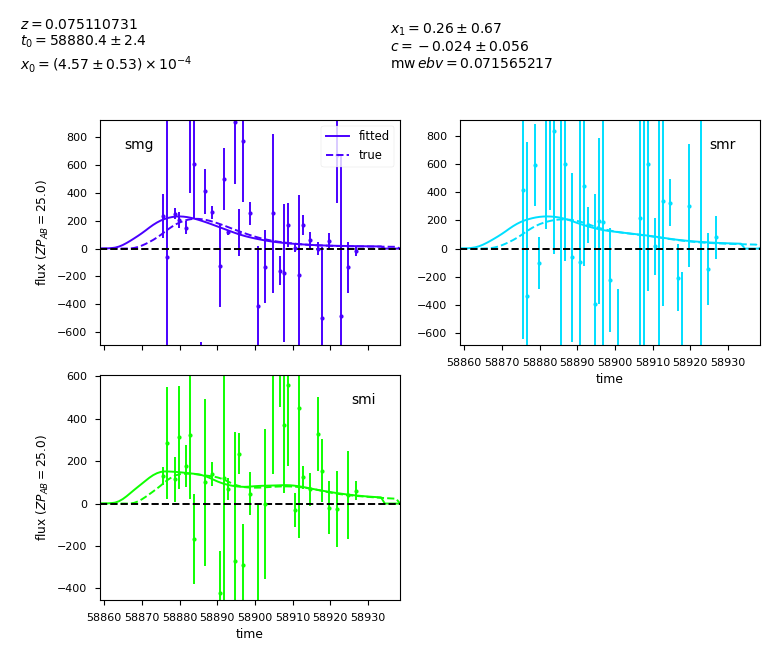 z = 0.075110731
t₀ = 58880.4 ± 2.4
x₀ = (4.57 ± 0.53) × 10⁻⁴
x₁ = 0.26 ± 0.67
c = −0.024 ± 0.056
mw ebv = 0.071565217
smg
fitted
true
800
600
400
200
0
−200
−400
−600
flux (ZP_AB = 25.0)
smr
800
600
400
200
0
−200
−400
−600
58860 58870 58880 58890 58900 58910 58920 58930
time
smi
600
400
200
0
−200
−400
flux (ZP_AB = 25.0)
58860 58870 58880 58890 58900 58910 58920 58930
time